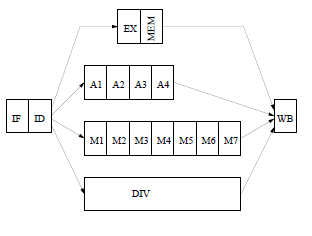 EX MEM
A1 A2 A3 A4
IF ID
WB
M1 M2 M3 M4 M5 M6 M7
DIV